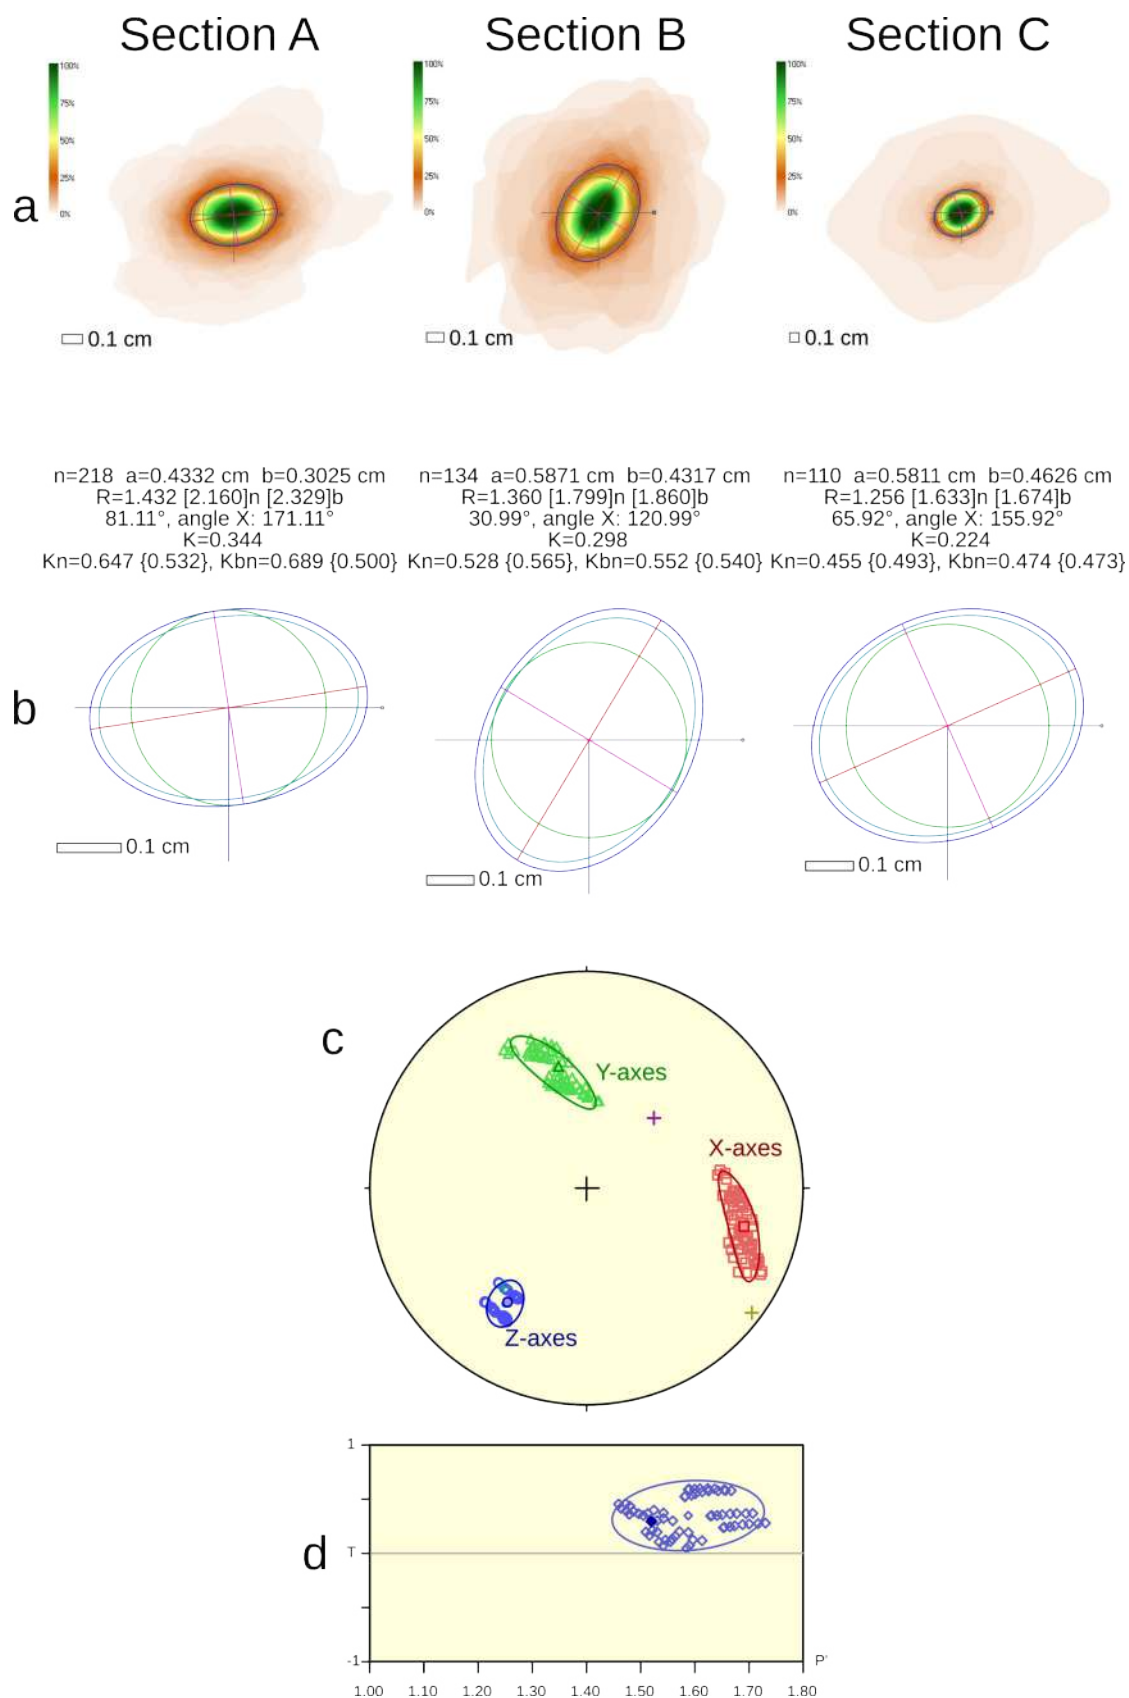 Section A Section B Section C
100% 100% 100%
75% 75% 75%
50% 50% 50%
25% 25% 25%
0% 0% 0%
a
0.1 cm 0.1 cm 0.1 cm
n=218 a=0.4332 cm b=0.3025 cm n=134 a=0.5871 cm b=0.4317 cm n=110 a=0.5811 cm b=0.4626 cm
R=1.432 [2.160]n [2.329]b R=1.360 [1.799]n [1.860]b R=1.256 [1.633]n [1.674]b
81.11°, angle X: 171.11° 30.99°, angle X: 120.99° 65.92°, angle X: 155.92°
K=0.344 K=0.298 K=0.224
Kn=0.647 {0.532}, Kbn=0.689 {0.500} Kn=0.528 {0.565}, Kbn=0.552 {0.540} Kn=0.455 {0.493}, Kbn=0.474 {0.473}
b
0.1 cm 0.1 cm 0.1 cm
c
Y-axes
X-axes
Z-axes
1
d
T
-1
P'
1.00 1.10 1.20 1.30 1.40 1.50 1.60 1.70 1.80